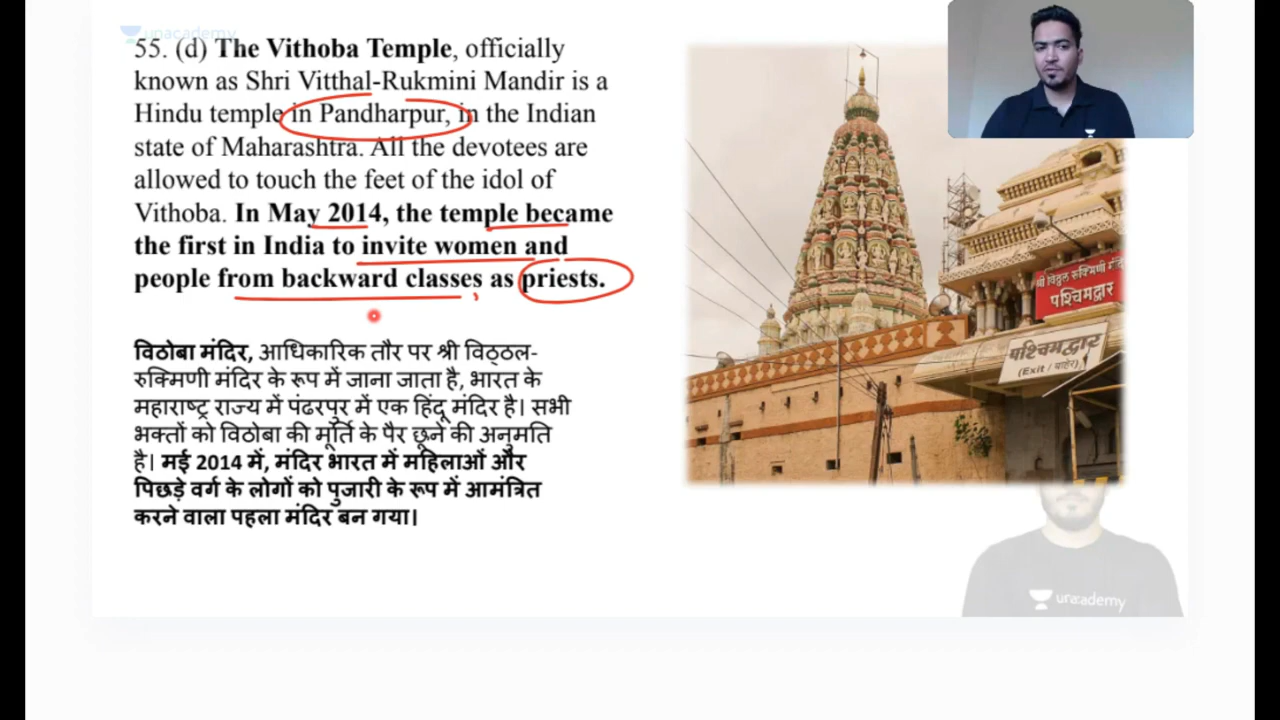 unacademy
55. (d) The Vithoba Temple, officially
known as Shri Vitthal-Rukmini Mandir is a
Hindu temple in Pandharpur, in the Indian
state of Maharashtra. All the devotees are
allowed to touch the feet of the idol of
Vithoba. In May 2014, the temple became
the first in India to invite women and
people from backward classes as priests.
विठोबा मंदिर, आधिकारिक तौर पर श्री विठ्ठल-
रुक्मिणी मंदिर के रूप में जाना जाता है, भारत के
महाराष्ट्र राज्य में पंढरपुर में एक हिंदू मंदिर है। सभी
भक्तों को विठोबा की मूर्ति के पैर छूने की अनुमति
है। मई 2014 में, मंदिर भारत में महिलाओं और
पिछड़े वर्ग के लोगों को पुजारी के रूप में आमंत्रित
करने वाला पहला मंदिर बन गया।
श्री विठ्ठल रुक्मिणी
पश्चिमद्वार
पश्चिमद्वार
(Exit / बाहेर)
unacademy